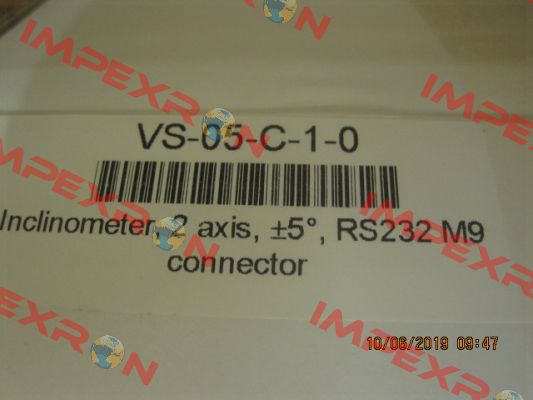 VS-05-C-1-0
Inclinometer, 2 axis, ±5°, RS232 M9
connector
10/06/2019 09:47
IMPEXRON
IMPEXRON
IMPEXRON
IMPEXRON
IMPEXRON
IMPEXRON